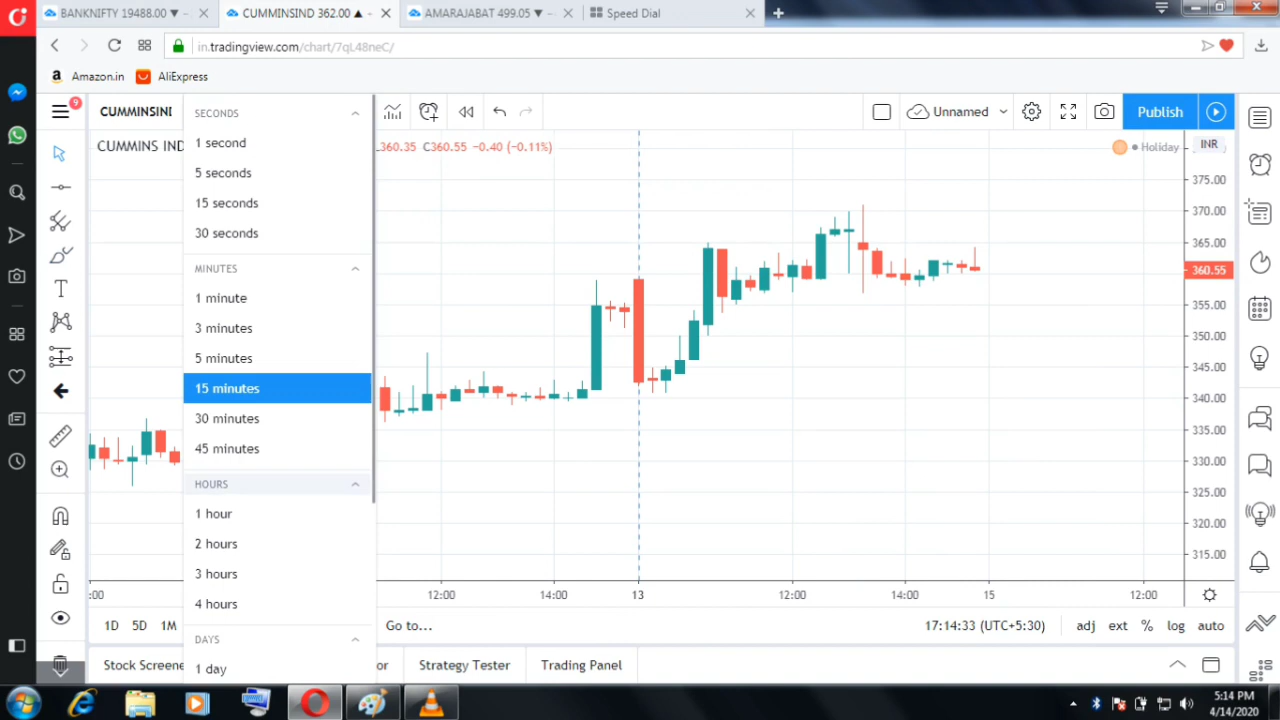 BANKNIFTY 19488.00 ▼ -
CUMMINSIND 362.00 ▲ -
AMARAJABAT 499.05 ▼ -
Speed Dial
in.tradingview.com/chart/7qL48neC/
Amazon.in
AliExpress
9
CUMMINSINI
Unnamed
Publish
CUMMINS IND
360.35 C360.55 −0.40 (−0.11%)
Holiday
INR
SECONDS
1 second
5 seconds
15 seconds
30 seconds
MINUTES
1 minute
3 minutes
5 minutes
15 minutes
30 minutes
45 minutes
HOURS
1 hour
2 hours
3 hours
4 hours
DAYS
1 day
375.00
370.00
365.00
360.55
355.00
350.00
345.00
340.00
335.00
330.00
325.00
320.00
315.00
:00
12:00
14:00
13
12:00
14:00
15
12:00
1D 5D 1M
Go to...
17:14:33 (UTC+5:30)
adj ext % log auto
Stock Screene
or
Strategy Tester
Trading Panel
5:14 PM
4/14/2020